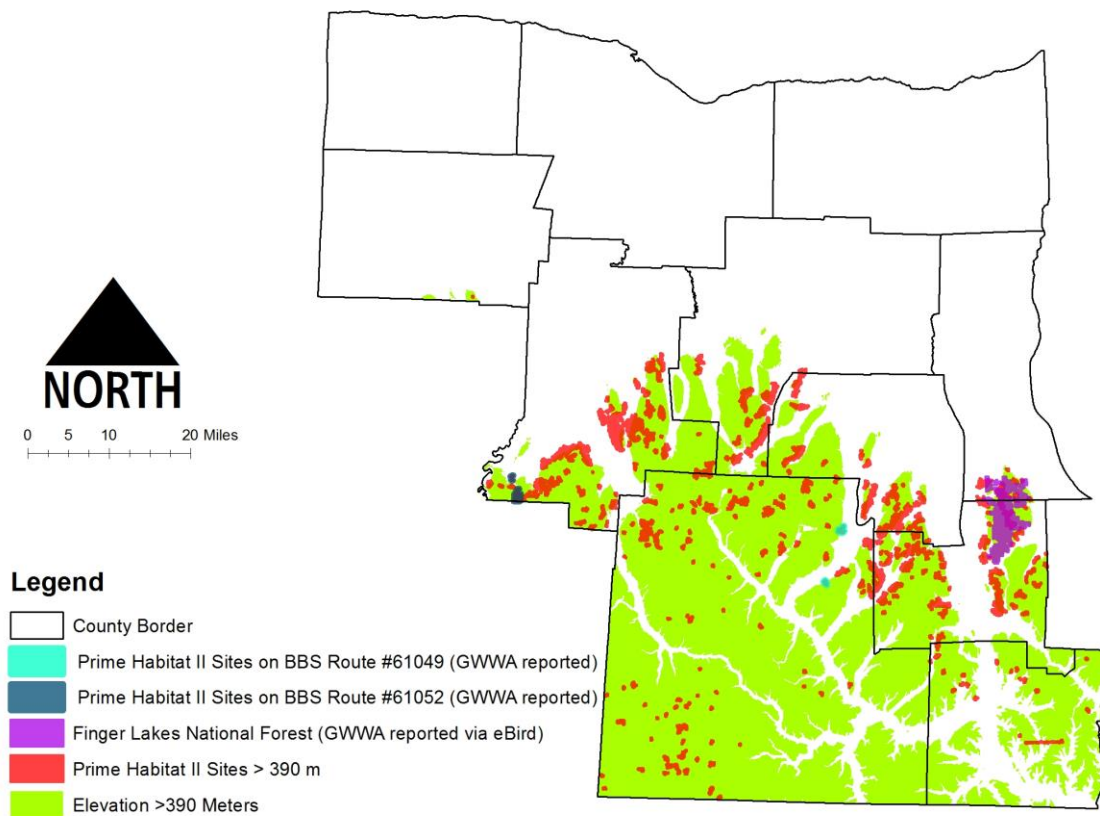 NORTH
0 5 10 20 Miles
Legend
County Border
Prime Habitat II Sites on BBS Route #61049 (GWWA reported)
Prime Habitat II Sites on BBS Route #61052 (GWWA reported)
Finger Lakes National Forest (GWWA reported via eBird)
Prime Habitat II Sites > 390 m
Elevation >390 Meters